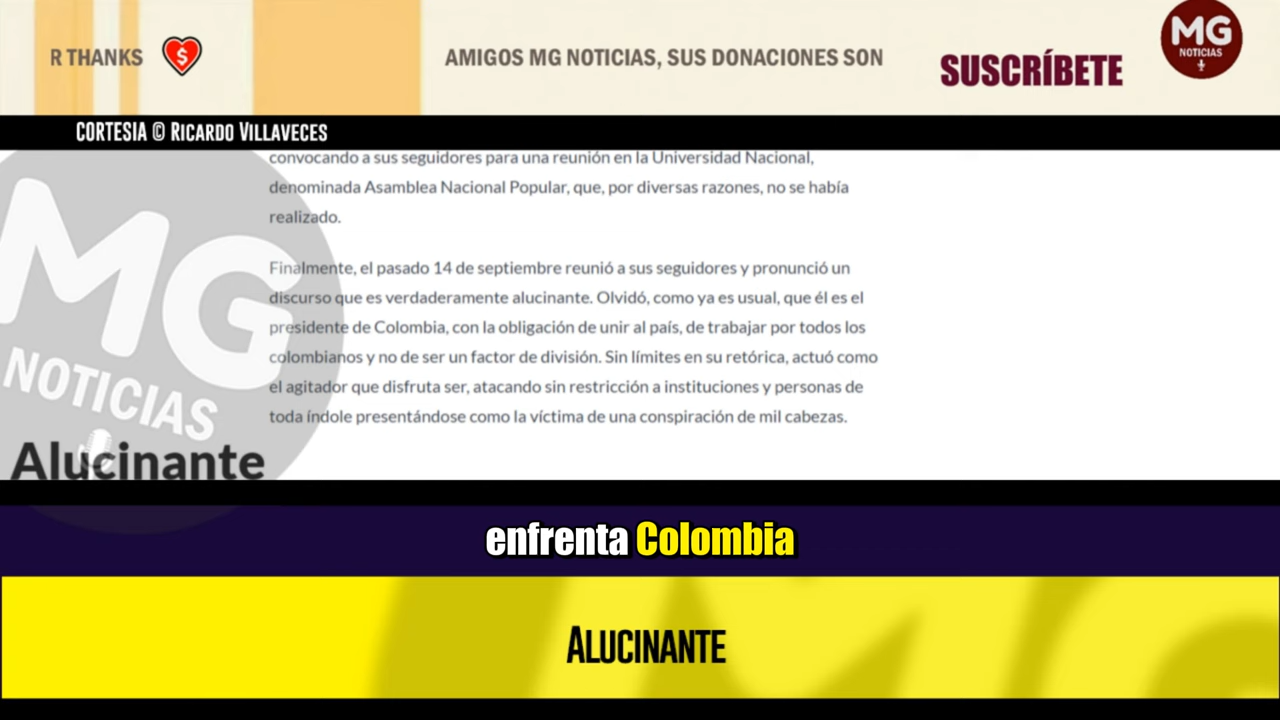 R THANKS
AMIGOS MG NOTICIAS, SUS DONACIONES SON
SUSCRÍBETE
MG
NOTICIAS
CORTESIA © RICARDO VILLAVECES
convocando a sus seguidores para una reunión en la Universidad Nacional,
denominada Asamblea Nacional Popular, que, por diversas razones, no se había
realizado.
Finalmente, el pasado 14 de septiembre reunió a sus seguidores y pronunció un
discurso que es verdaderamente alucinante. Olvidó, como ya es usual, que él es el
presidente de Colombia, con la obligación de unir al país, de trabajar por todos los
colombianos y no de ser un factor de división. Sin límites en su retórica, actuó como
el agitador que disfruta ser, atacando sin restricción a instituciones y personas de
toda índole presentándose como la víctima de una conspiración de mil cabezas.
MG
NOTICIAS
Alucinante
enfrenta Colombia
ALUCINANTE